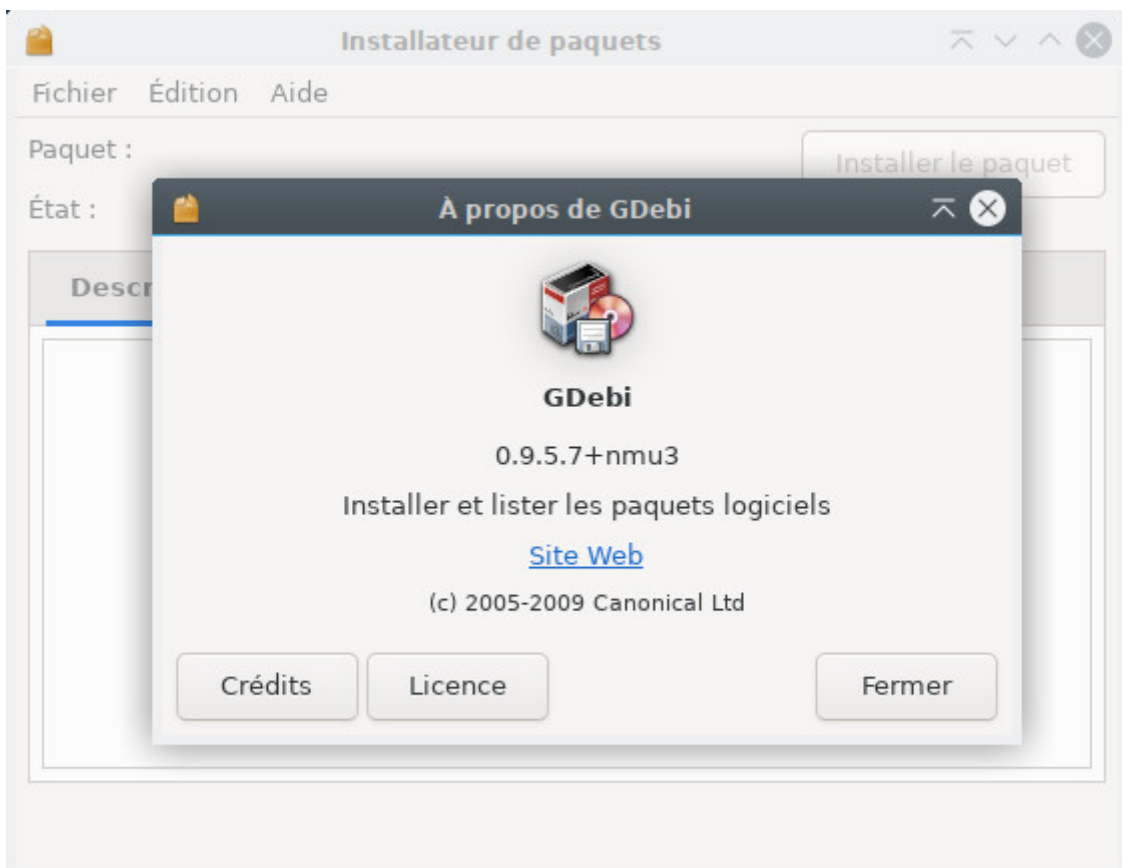 Installateur de paquets
Fichier Édition Aide
Paquet :
Installer le paquet
État :
À propos de GDebi
Descr
GDebi
0.9.5.7+nmu3
Installer et lister les paquets logiciels
Site Web
(c) 2005-2009 Canonical Ltd
Crédits Licence Fermer